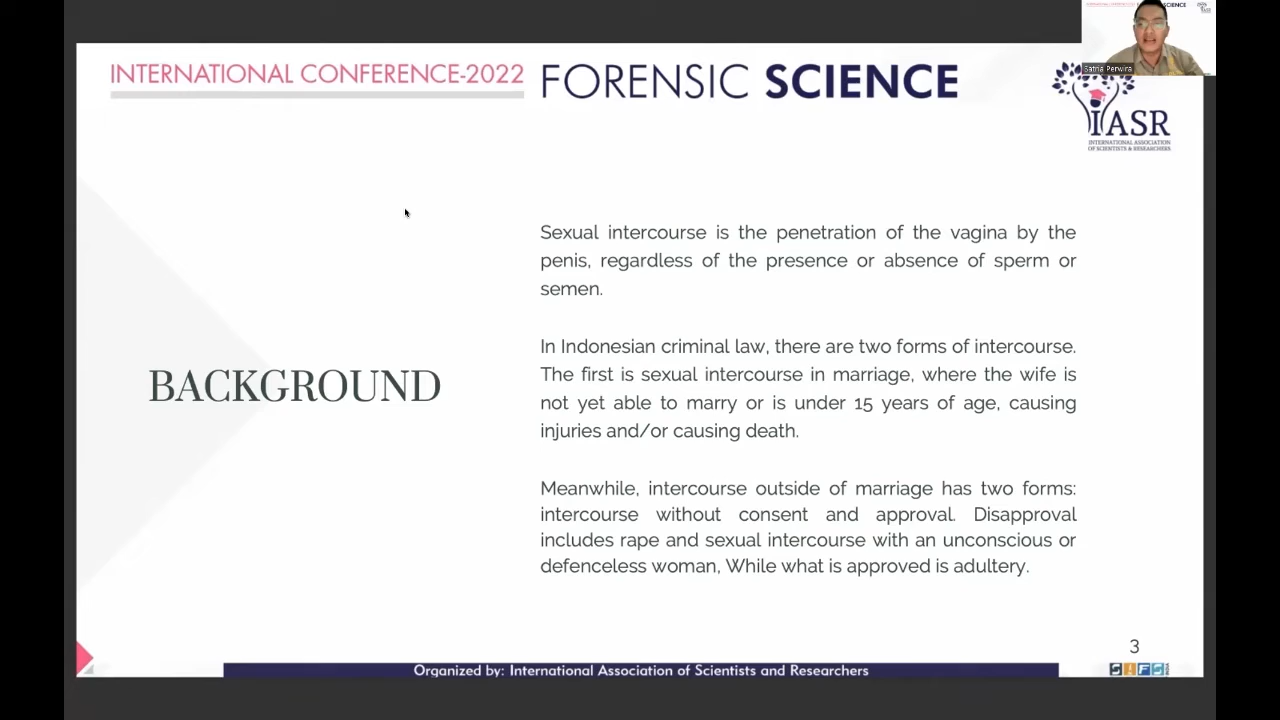 INTERNATIONAL CONFERENCE-2022 FORENSIC SCIENCE
SCIENCE
Satria Perwira
IASR
INTERNATIONAL ASSOCIATION
OF SCIENTISTS & RESEARCHERS
BACKGROUND
Sexual intercourse is the penetration of the vagina by the
penis, regardless of the presence or absence of sperm or
semen.
In Indonesian criminal law, there are two forms of intercourse.
The first is sexual intercourse in marriage, where the wife is
not yet able to marry or is under 15 years of age, causing
injuries and/or causing death.
Meanwhile, intercourse outside of marriage has two forms:
intercourse without consent and approval. Disapproval
includes rape and sexual intercourse with an unconscious or
defenceless woman, While what is approved is adultery.
3
Organized by: International Association of Scientists and Researchers
SIFS